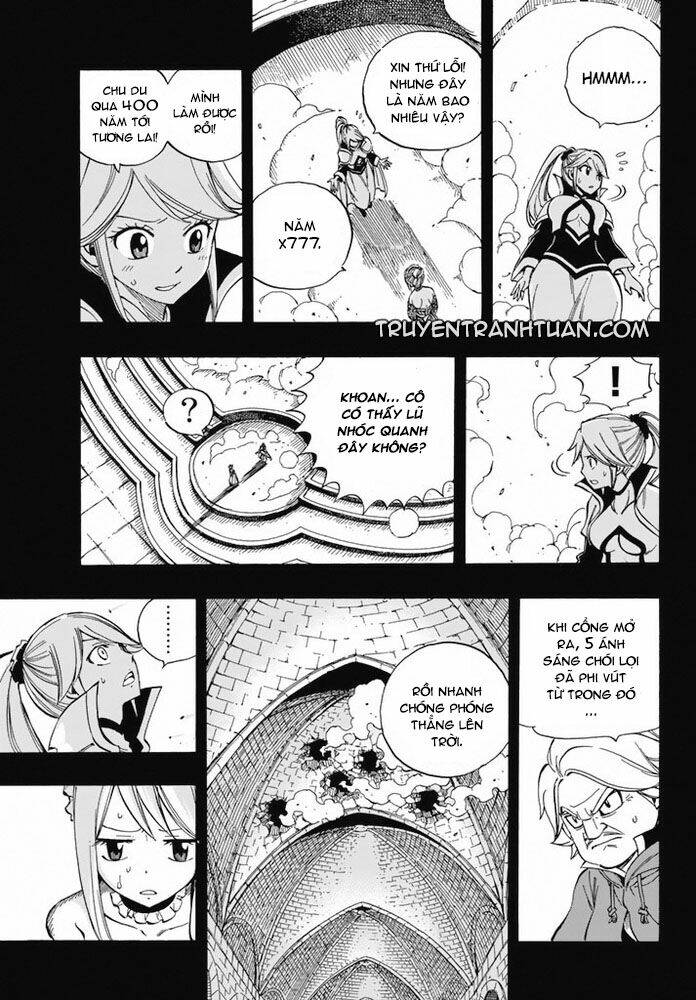 HMMM...
XIN THỨ LỖI!
NHƯNG ĐÂY
LÀ NĂM BAO
NHIÊU VẬY?
NĂM
X777.
MÌNH
LÀM ĐƯỢC
RỒI!
CHU DU
QUA 400
NĂM TỚI
TƯƠNG LAI!
TRUYENTRANHTUAN.COM
!
KHOAN... CÔ
CÓ THẤY LŨ
NHỐC QUANH
ĐÂY KHÔNG?
?
KHI CỔNG MỞ
RA, 5 ÁNH
SÁNG CHÓI LỌI
ĐÃ PHI VÚT
TỪ TRONG ĐÓ
...
RỒI NHANH
CHÓNG PHÓNG
THẲNG LÊN
TRỜI.
......